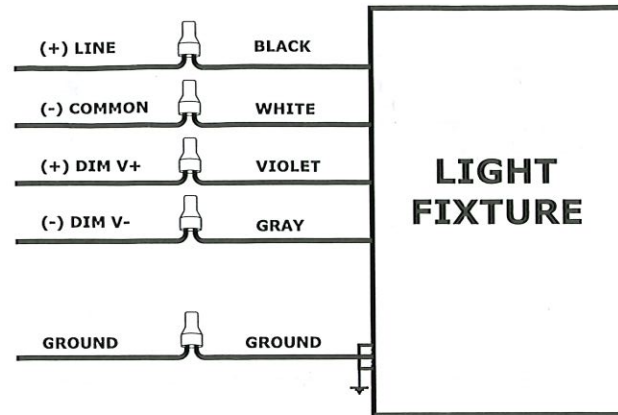 (+) LINE BLACK
(-) COMMON WHITE
(+) DIM V+ VIOLET
(-) DIM V- GRAY
GROUND GROUND
LIGHT
FIXTURE